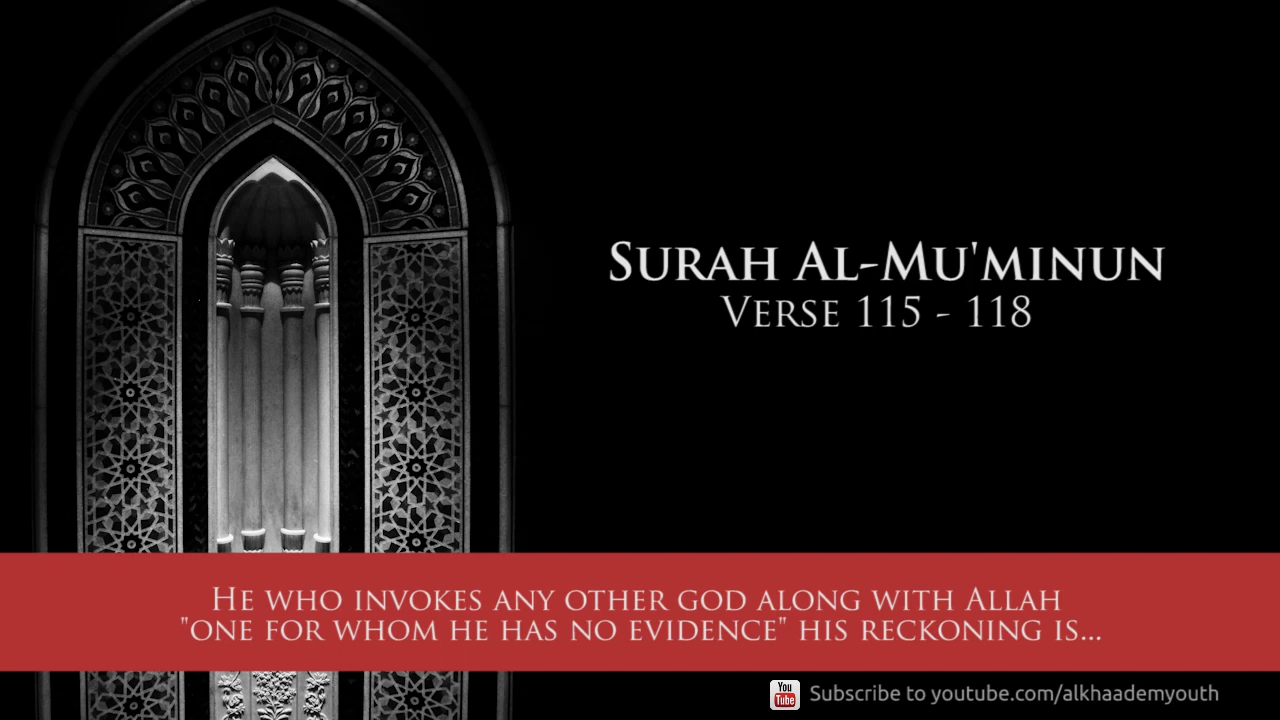 Surah Al-Mu'minun
Verse 115 - 118
He who invokes any other god along with Allah
"one for whom he has no evidence" his reckoning is...
You Tube Subscribe to youtube.com/alkhaademyouth